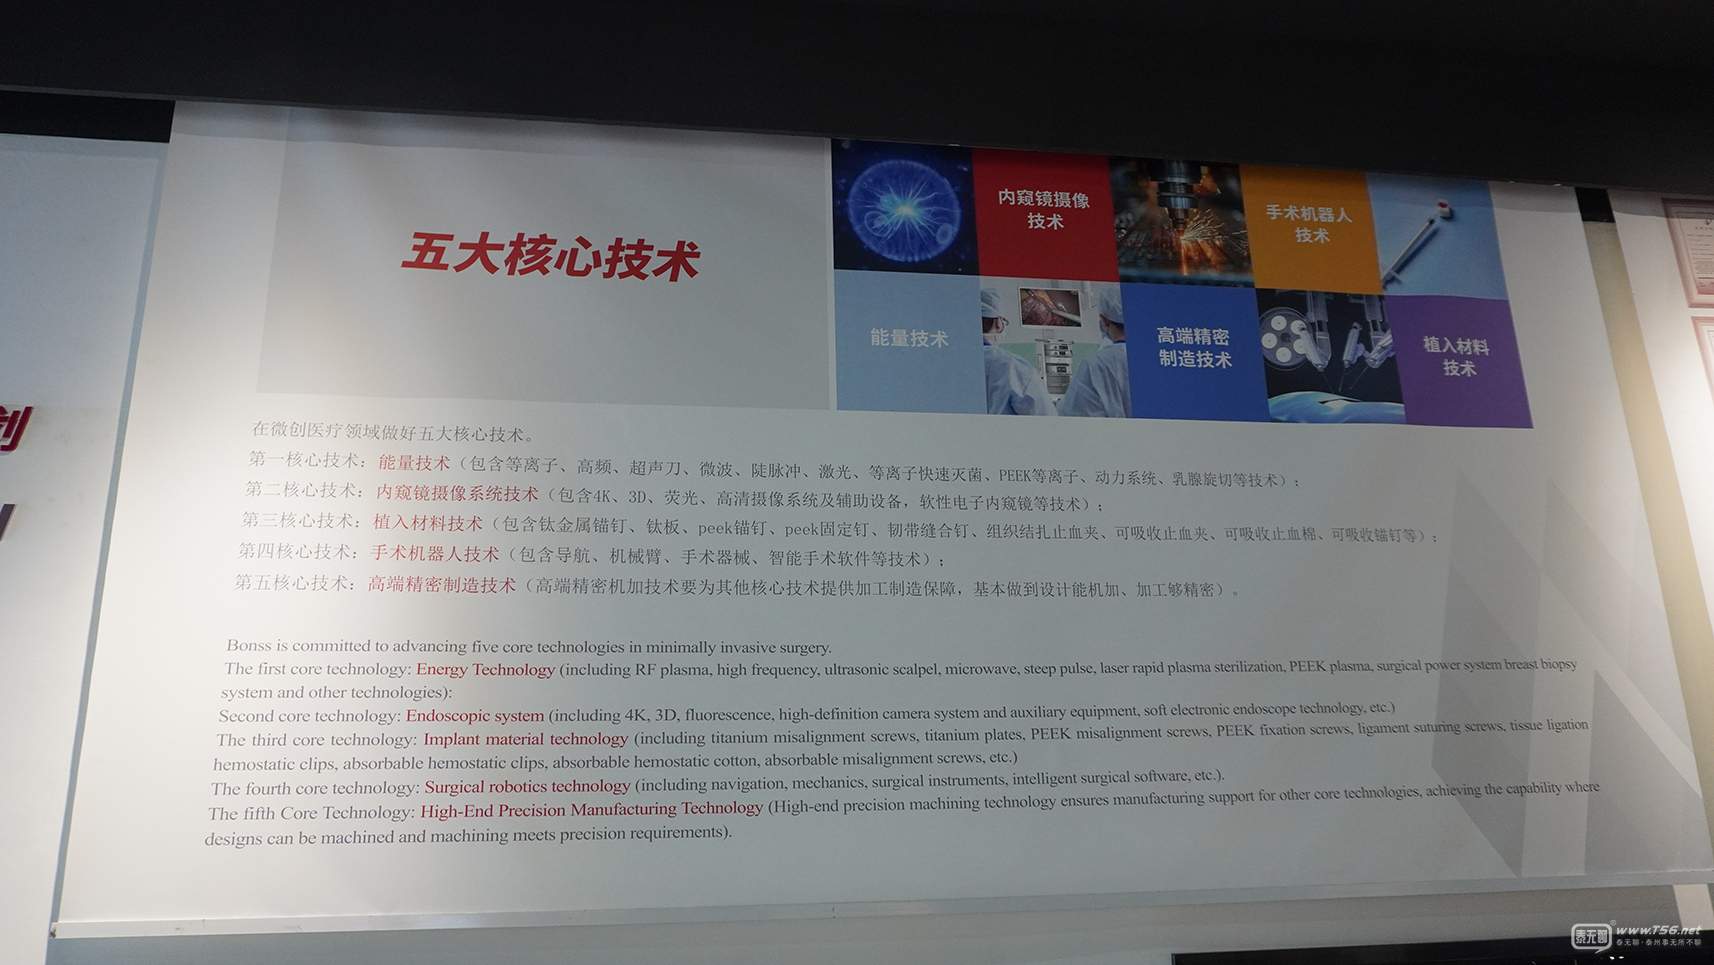 五大核心技术
内窥镜摄像
技术
手术机器人
技术
能量技术
高端精密
制造技术
植入材料
技术
在微创医疗领域做好五大核心技术。
第一核心技术：能量技术（包含等离子、高频、超声刀、微波、陡脉冲、激光、等离子快速灭菌、PEEK等离子、动力系统、乳腺旋切等技术）；
第二核心技术：内窥镜摄像系统技术（包含4K、3D、荧光、高清摄像系统及辅助设备，软性电子内窥镜等技术）；
第三核心技术：植入材料技术（包含钛金属锚钉、钛板、peek锚钉、peek固定钉、韧带缝合钉、组织结扎止血夹、可吸收止血夹、可吸收止血棉、可吸收锚钉等）；
第四核心技术：手术机器人技术（包含导航、机械臂、手术器械、智能手术软件等技术）；
第五核心技术：高端精密制造技术（高端精密机加技术要为其他核心技术提供加工制造保障，基本做到设计能机加、加工够精密）。
Bonss is committed to advancing five core technologies in minimally invasive surgery.
The first core technology: Energy Technology (including RF plasma, high frequency, ultrasonic scalpel, microwave, steep pulse, laser rapid plasma sterilization, PEEK plasma, surgical power system breast biopsy
system and other technologies):
Second core technology: Endoscopic system (including 4K, 3D, fluorescence, high-definition camera system and auxiliary equipment, soft electronic endoscope technology, etc.)
The third core technology: Implant material technology (including titanium misalignment screws, titanium plates, PEEK misalignment screws, PEEK fixation screws, ligament suturing screws, tissue ligation
hemostatic clips, absorbable hemostatic clips, absorbable hemostatic cotton, absorbable misalignment screws, etc.)
The fourth core technology: Surgical robotics technology (including navigation, mechanics, surgical instruments, intelligent surgical software, etc.).
The fifth Core Technology: High-End Precision Manufacturing Technology (High-end precision machining technology ensures manufacturing support for other core technologies, achieving the capability where
designs can be machined and machining meets precision requirements).
泰无聊®
www.T56.net
泰无聊·泰州事无所不聊